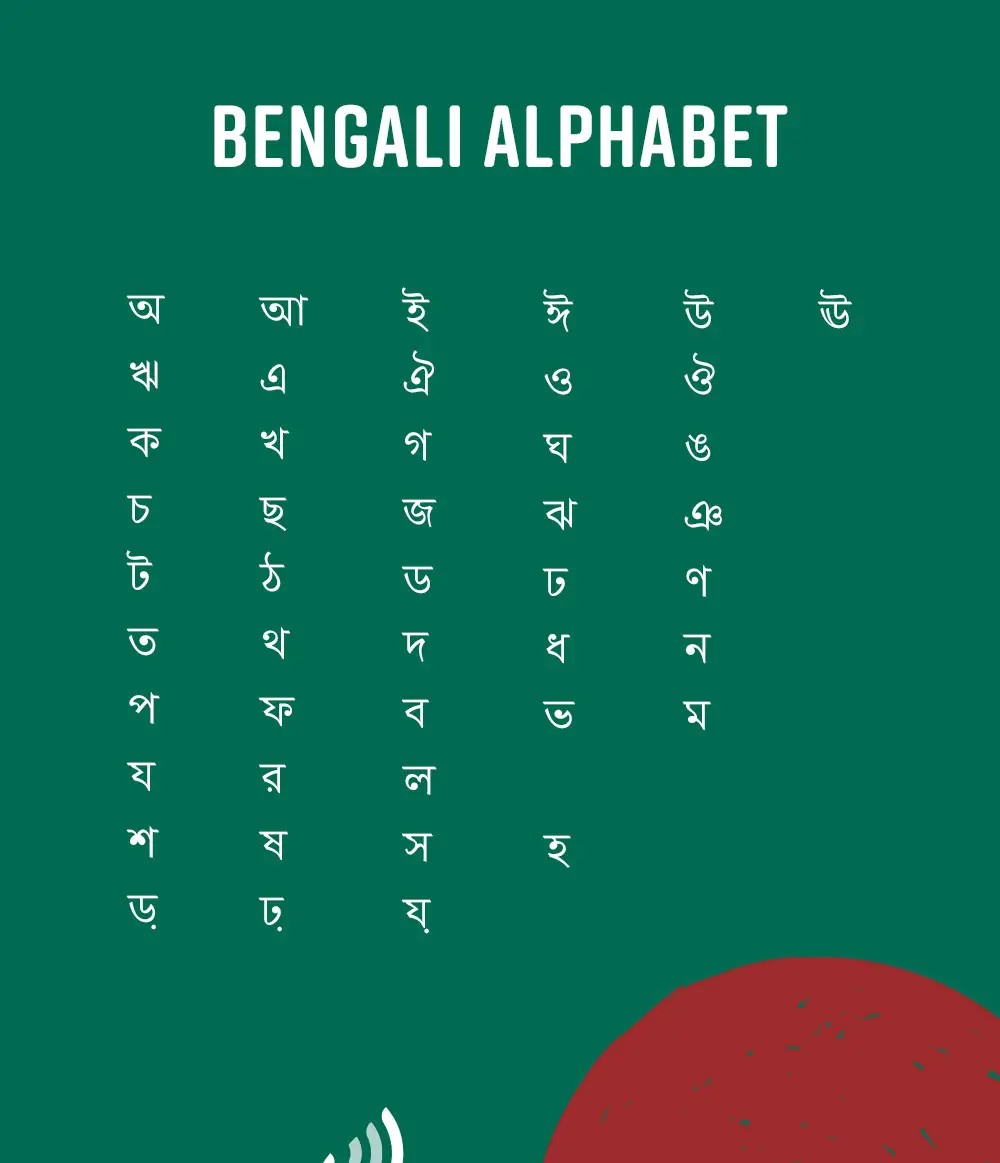 BENGALI ALPHABET
অ আ ই ঈ উ ঊ
ঋ এ ঐ ও ঔ
ক খ গ ঘ ঙ
চ ছ জ ঝ ঞ
ট ঠ ড ঢ ণ
ত থ দ ধ ন
প ফ ব ভ ম
য র ল
শ ষ স হ
ড় ঢ় য়